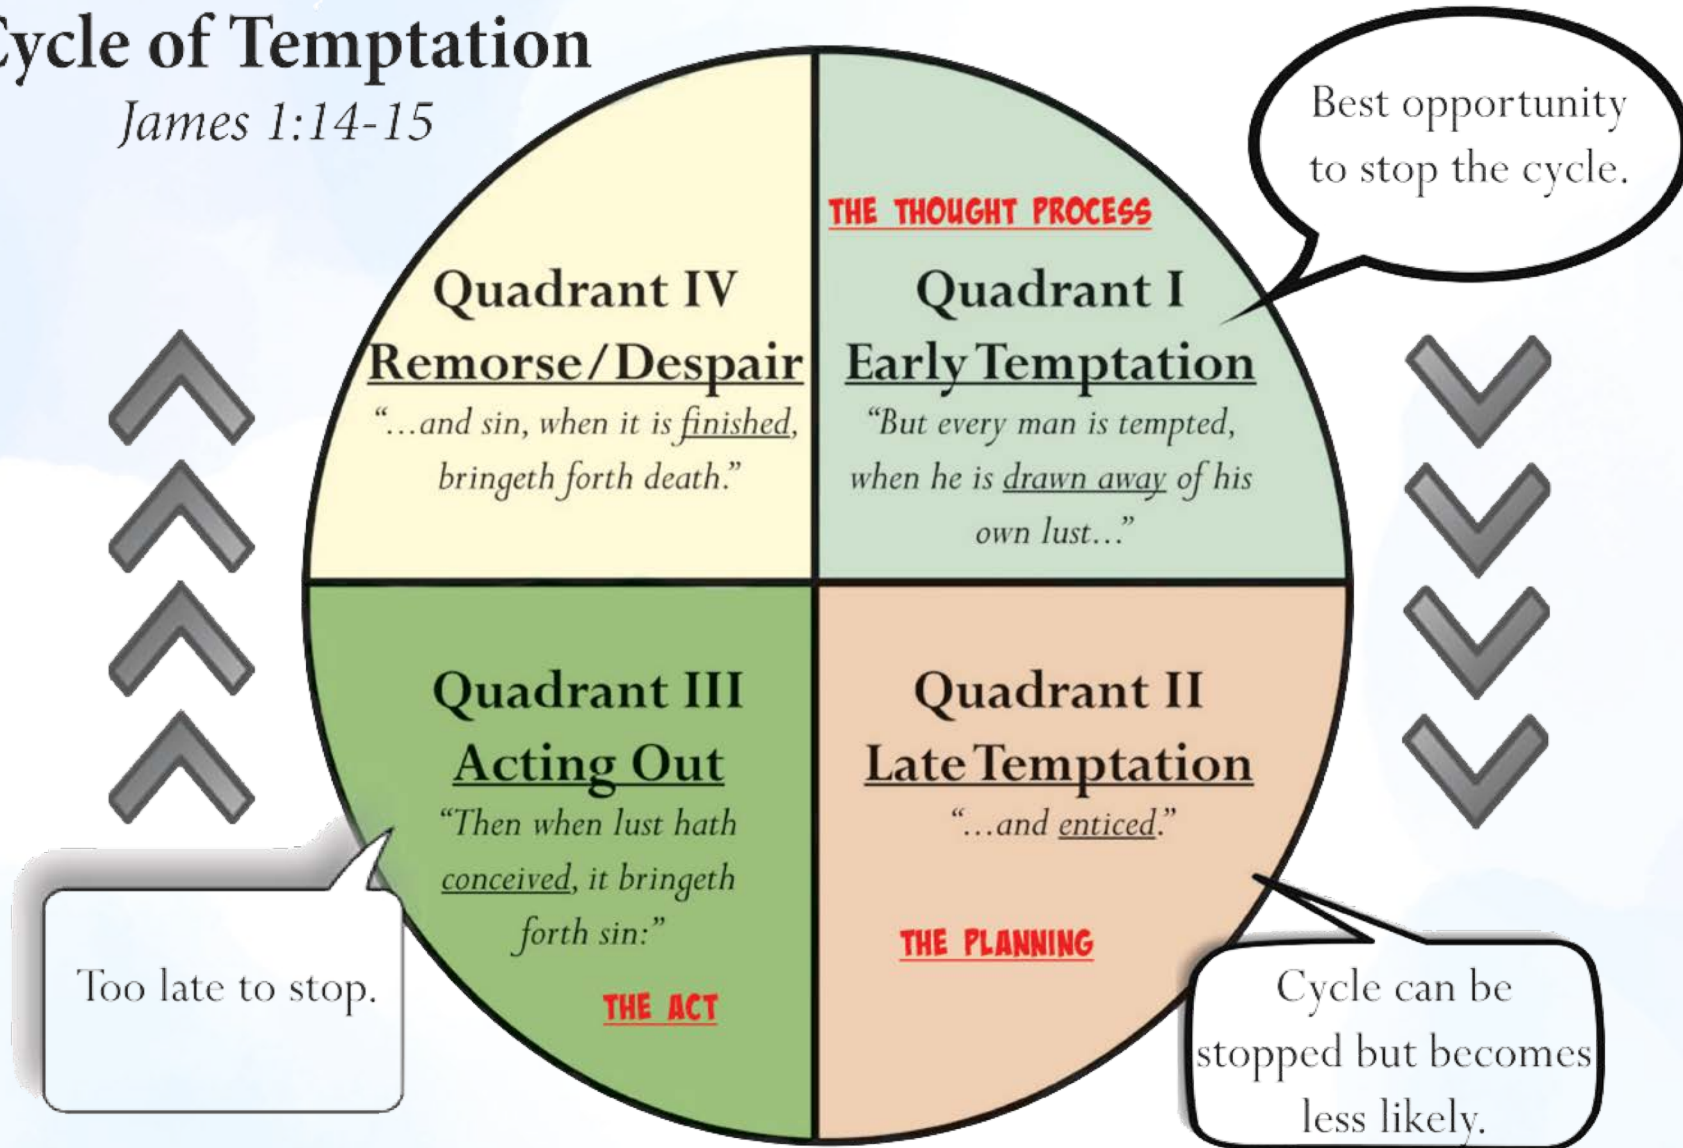 Cycle of Temptation
James 1:14-15
Best opportunity
to stop the cycle.
THE THOUGHT PROCESS
Quadrant I
Early Temptation
“But every man is tempted,
when he is drawn away of his
own lust…”
Quadrant II
Late Temptation
“…and enticed.”
THE PLANNING
Cycle can be
stopped but becomes
less likely.
Quadrant III
Acting Out
“Then when lust hath
conceived, it bringeth
forth sin:”
THE ACT
Too late to stop.
Quadrant IV
Remorse/Despair
“…and sin, when it is finished,
bringeth forth death.”